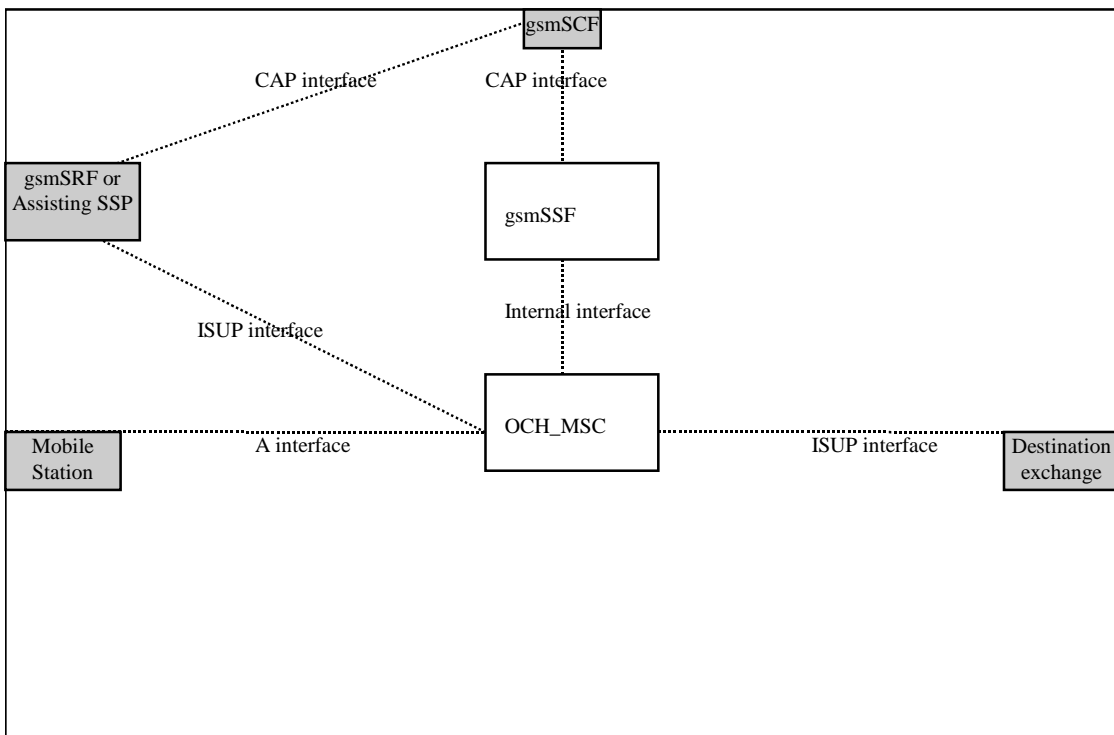 gsmSCF
CAP interface
CAP interface
gsmSRF or
Assisting SSP
gsmSSF
ISUP interface
Internal interface
OCH_MSC
Mobile
Station
A interface
ISUP interface
Destination
exchange